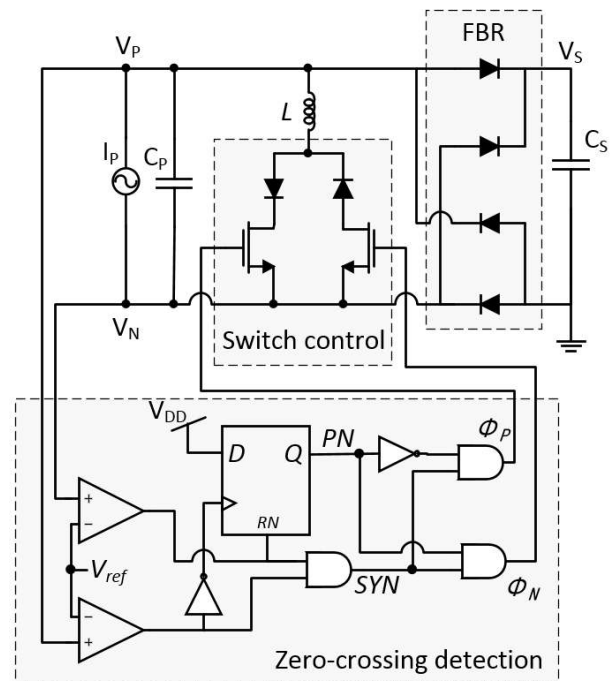 FBR
V_P
V_S
L
I_P
C_P
C_S
V_N
Switch control
V_DD
D
Q
PN
Φ_P
RN
+
−
V_ref
SYN
Φ_N
−
+
Zero-crossing detection